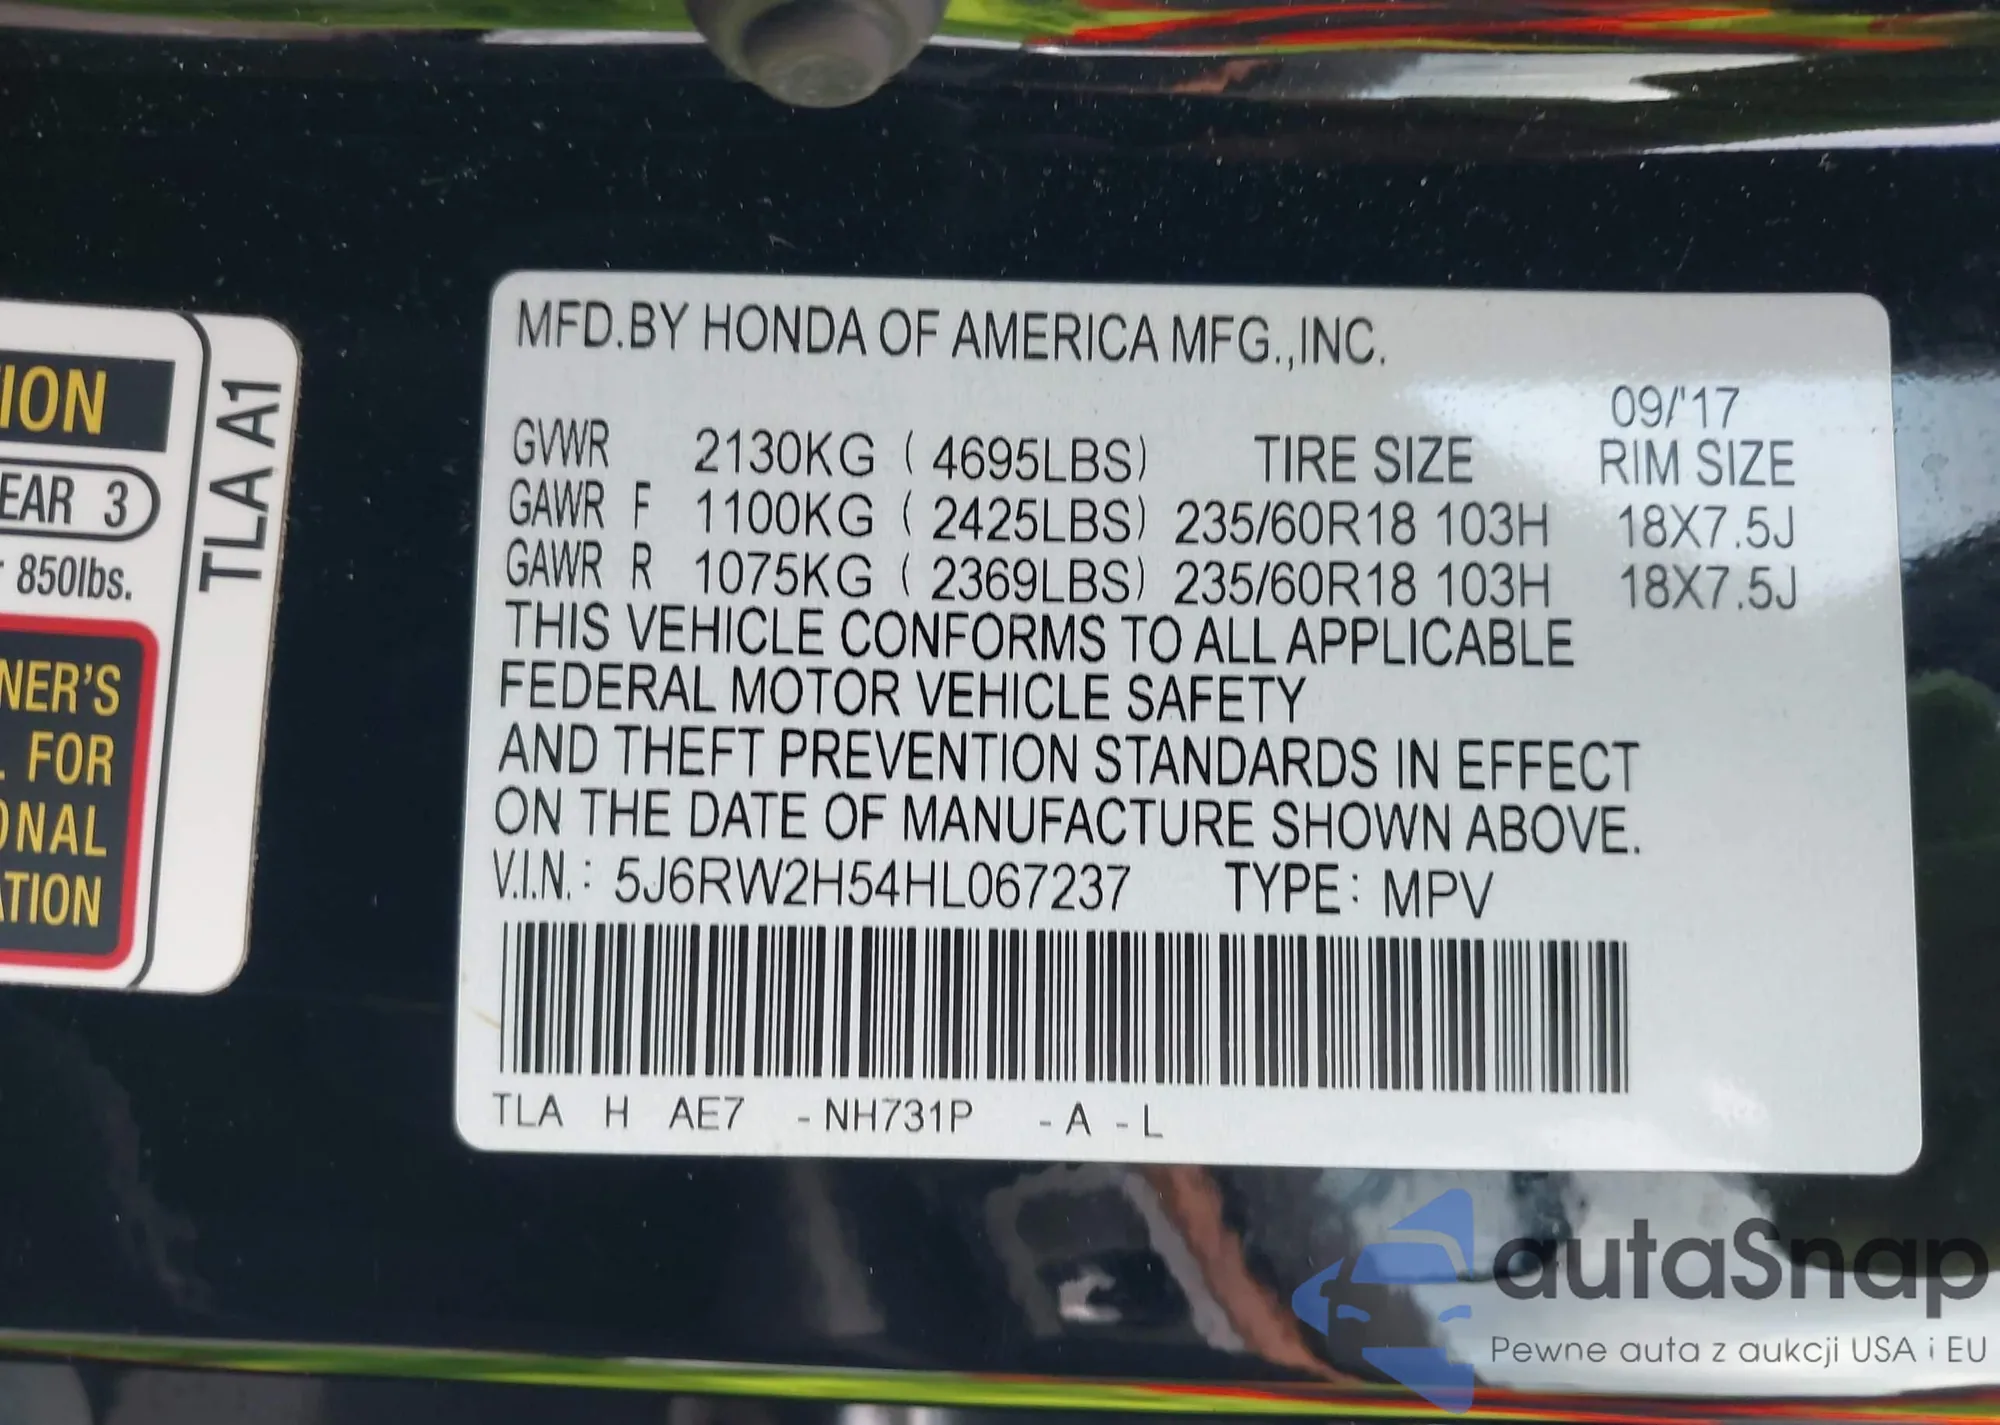 ION
EAR 3
850lbs.
NER'S
FOR
ONAL
ATION
TLA A1
MFD.BY HONDA OF AMERICA MFG.,INC.
09/'17
GVWR 2130KG ( 4695LBS) TIRE SIZE RIM SIZE
GAWR F 1100KG ( 2425LBS) 235/60R18 103H 18X7.5J
GAWR R 1075KG ( 2369LBS) 235/60R18 103H 18X7.5J
THIS VEHICLE CONFORMS TO ALL APPLICABLE
FEDERAL MOTOR VEHICLE SAFETY
AND THEFT PREVENTION STANDARDS IN EFFECT
ON THE DATE OF MANUFACTURE SHOWN ABOVE.
V.I.N.: 5J6RW2H54HL067237 TYPE: MPV
TLA H AE7 -NH731P -A -L
autaSnap
Pewne auta z aukcji USA i EU